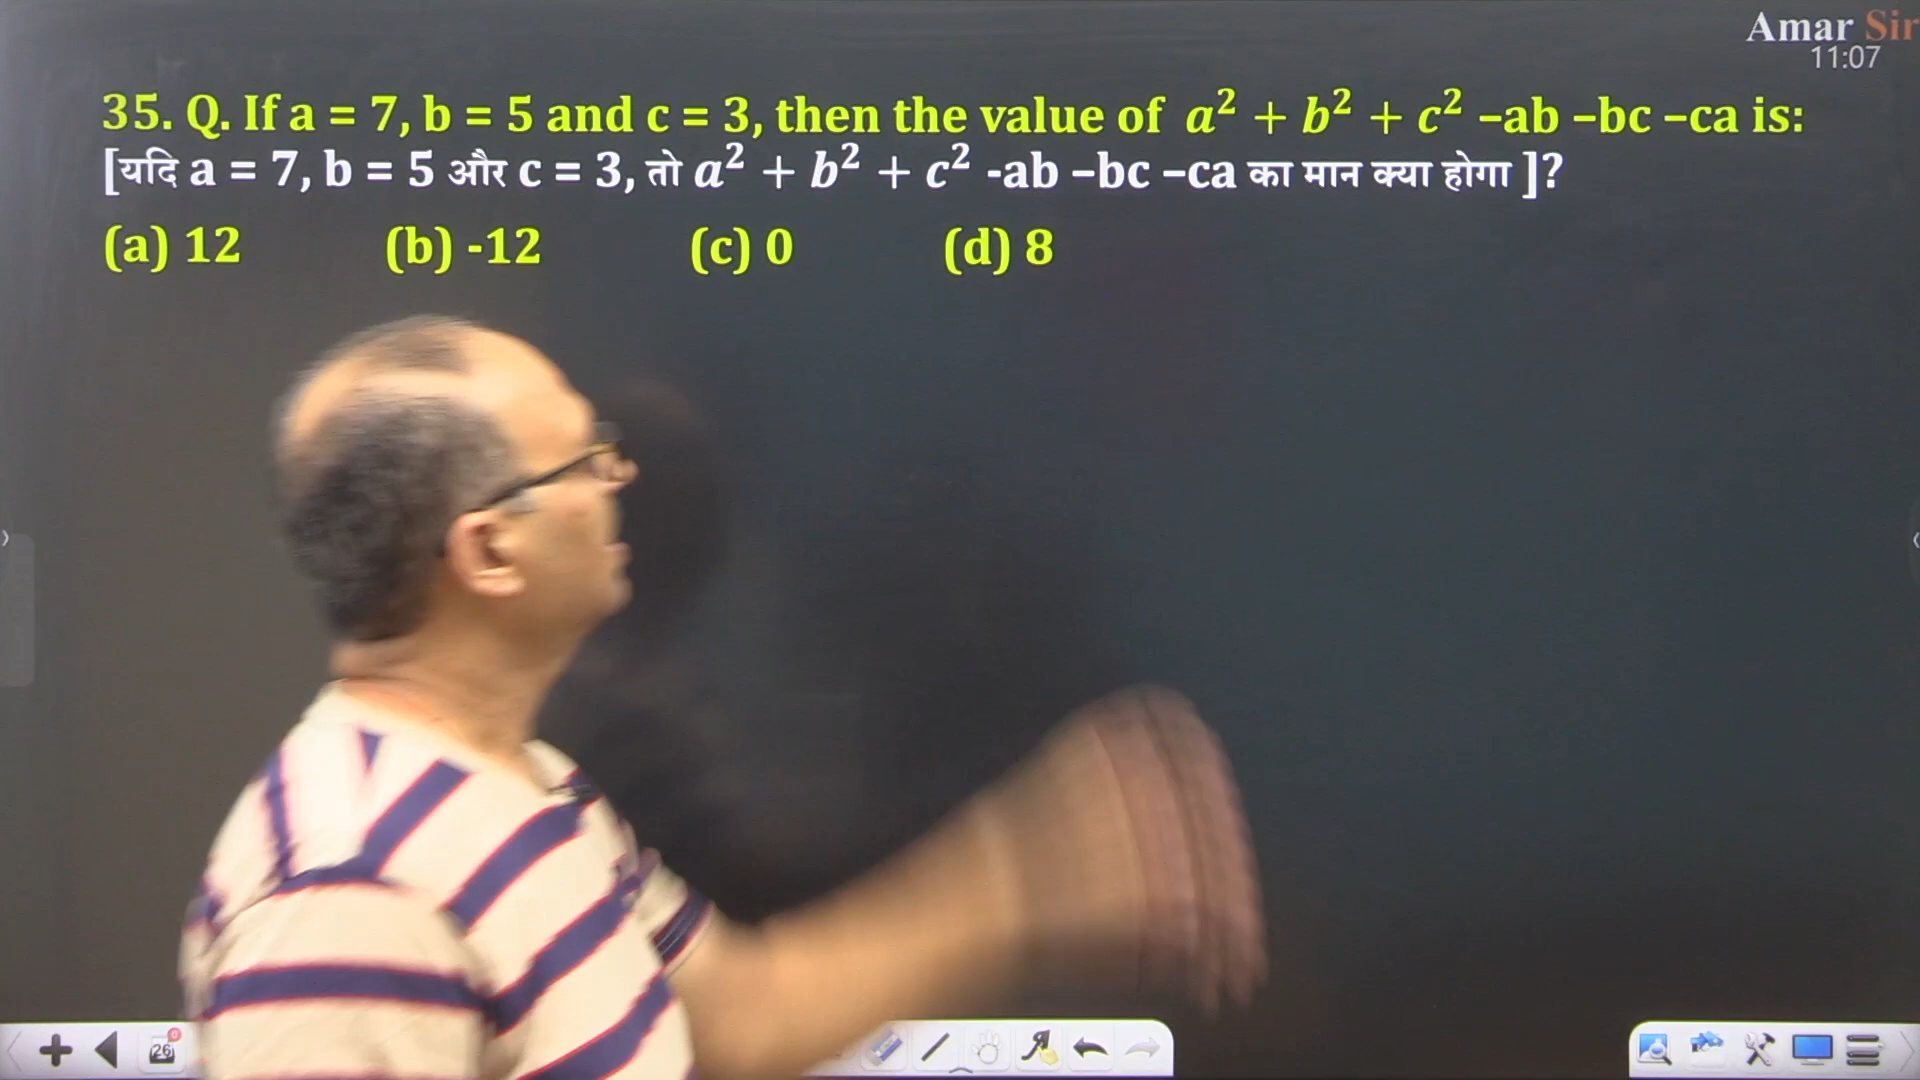 Amar Sir
11:07
35. Q. If a = 7, b = 5 and c = 3, then the value of a² + b² + c² –ab –bc –ca is:
[यदि a = 7, b = 5 और c = 3, तो a² + b² + c² -ab –bc –ca का मान क्या होगा ]?
(a) 12 (b) -12 (c) 0 (d) 8
26